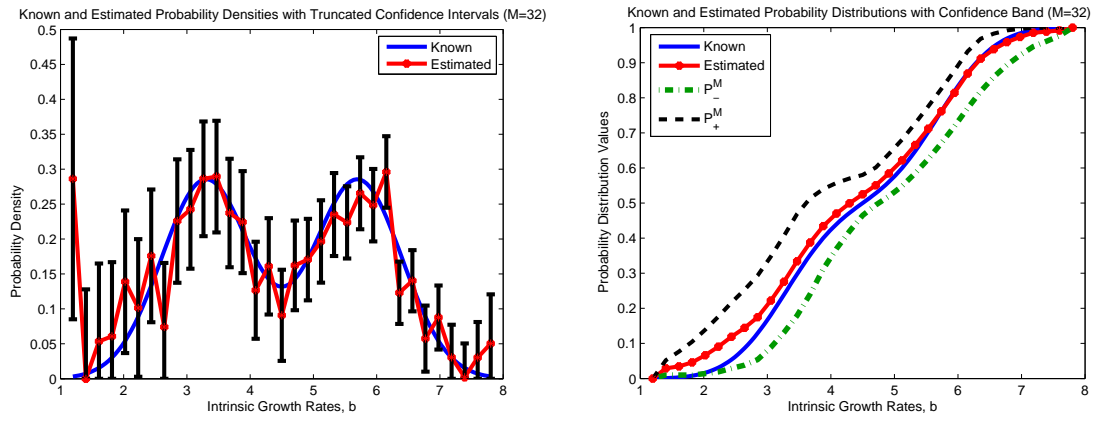 Known and Estimated Probability Densities with Truncated Confidence Intervals (M=32)
0.5
0.45
0.4
0.35
0.3
0.25
0.2
0.15
0.1
0.05
0
Probability Density
Known
Estimated
1 2 3 4 5 6 7 8
Intrinsic Growth Rates, b
Known and Estimated Probability Distributions with Confidence Band (M=32)
1
0.9
0.8
0.7
0.6
0.5
0.4
0.3
0.2
0.1
0
Probability Distribution Values
Known
Estimated
P_-^M
P_+^M
1 2 3 4 5 6 7 8
Intrinsic Growth Rates, b